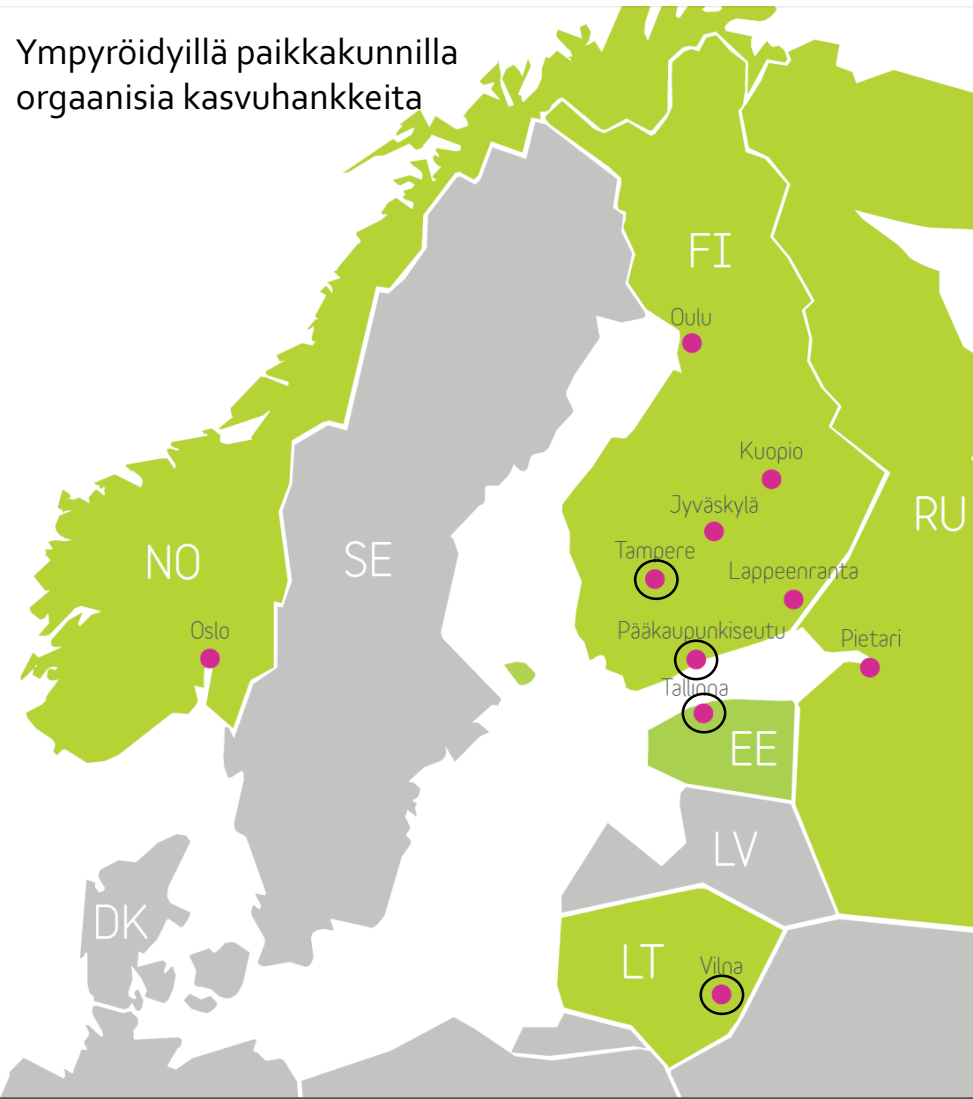 Ympyröidyillä paikkakunnilla
orgaanisia kasvuhankkeita
FI
Oulu
Kuopio
Jyväskylä
RU
Tampere
NO
SE
Lappeenranta
Oslo
Pääkaupunkiseutu
Pietari
Tallinna
EE
LV
DK
LT
Vilna